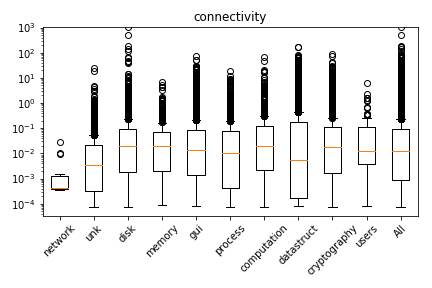 connectivity
10³
10²
10¹
10⁰
10⁻¹
10⁻²
10⁻³
10⁻⁴
network
unk
disk
memory
gui
process
computation
datastruct
cryptography
users
All